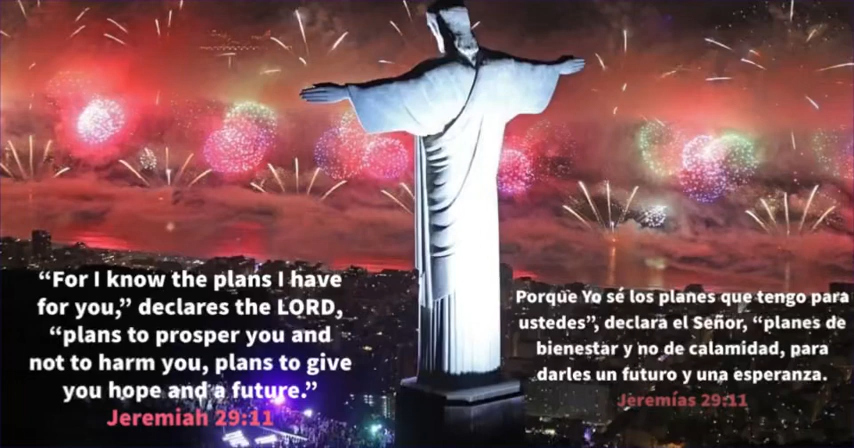 “For I know the plans I have
for you,” declares the LORD,
“plans to prosper you and
not to harm you, plans to give
you hope and a future.”
Jeremiah 29:11
Porque Yo sé los planes que tengo para
ustedes”, declara el Señor, “planes de
bienestar y no de calamidad, para
darles un futuro y una esperanza.
Jeremías 29:11